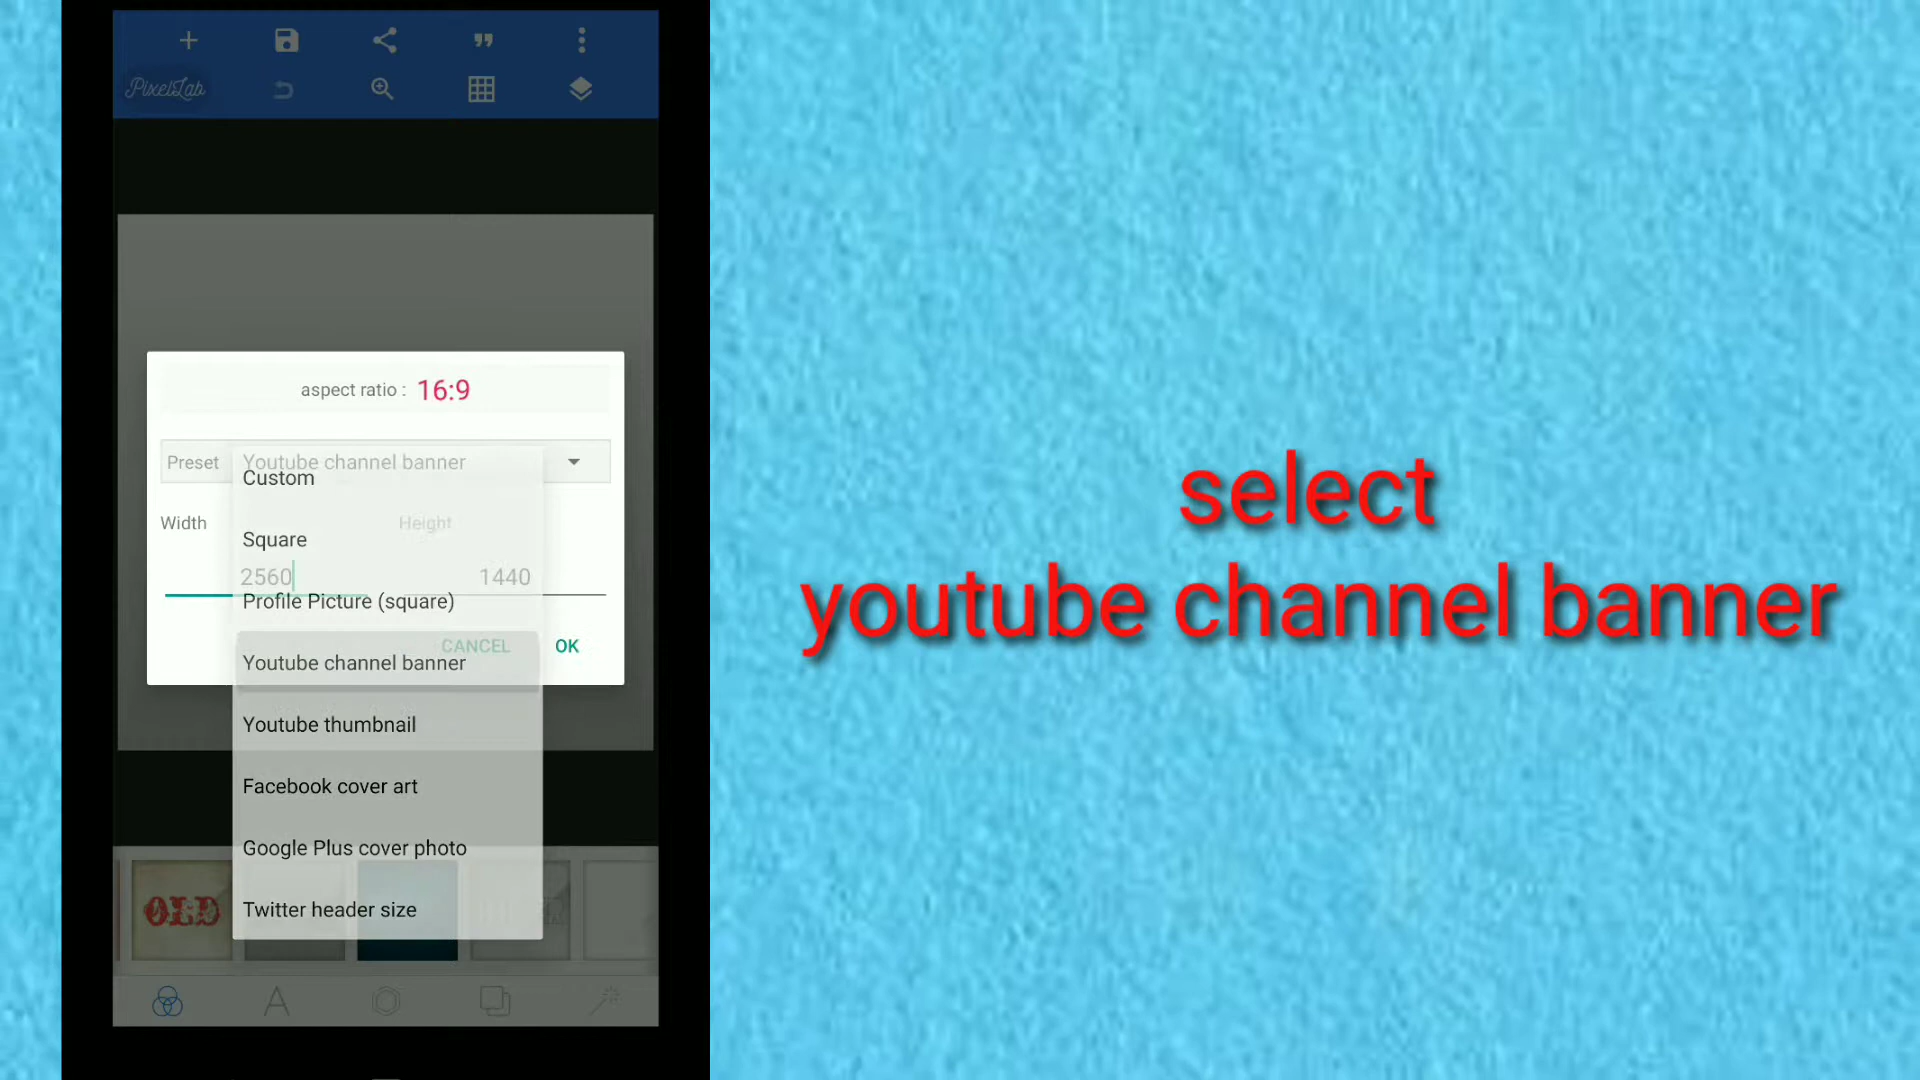 PixelLab
aspect ratio : 16:9
Preset Youtube channel banner
Custom
Width Height
Square
2560 1440
Profile Picture (square)
CANCEL OK
Youtube channel banner
Youtube thumbnail
Facebook cover art
Google Plus cover photo
OLD
Twitter header size
select
youtube channel banner